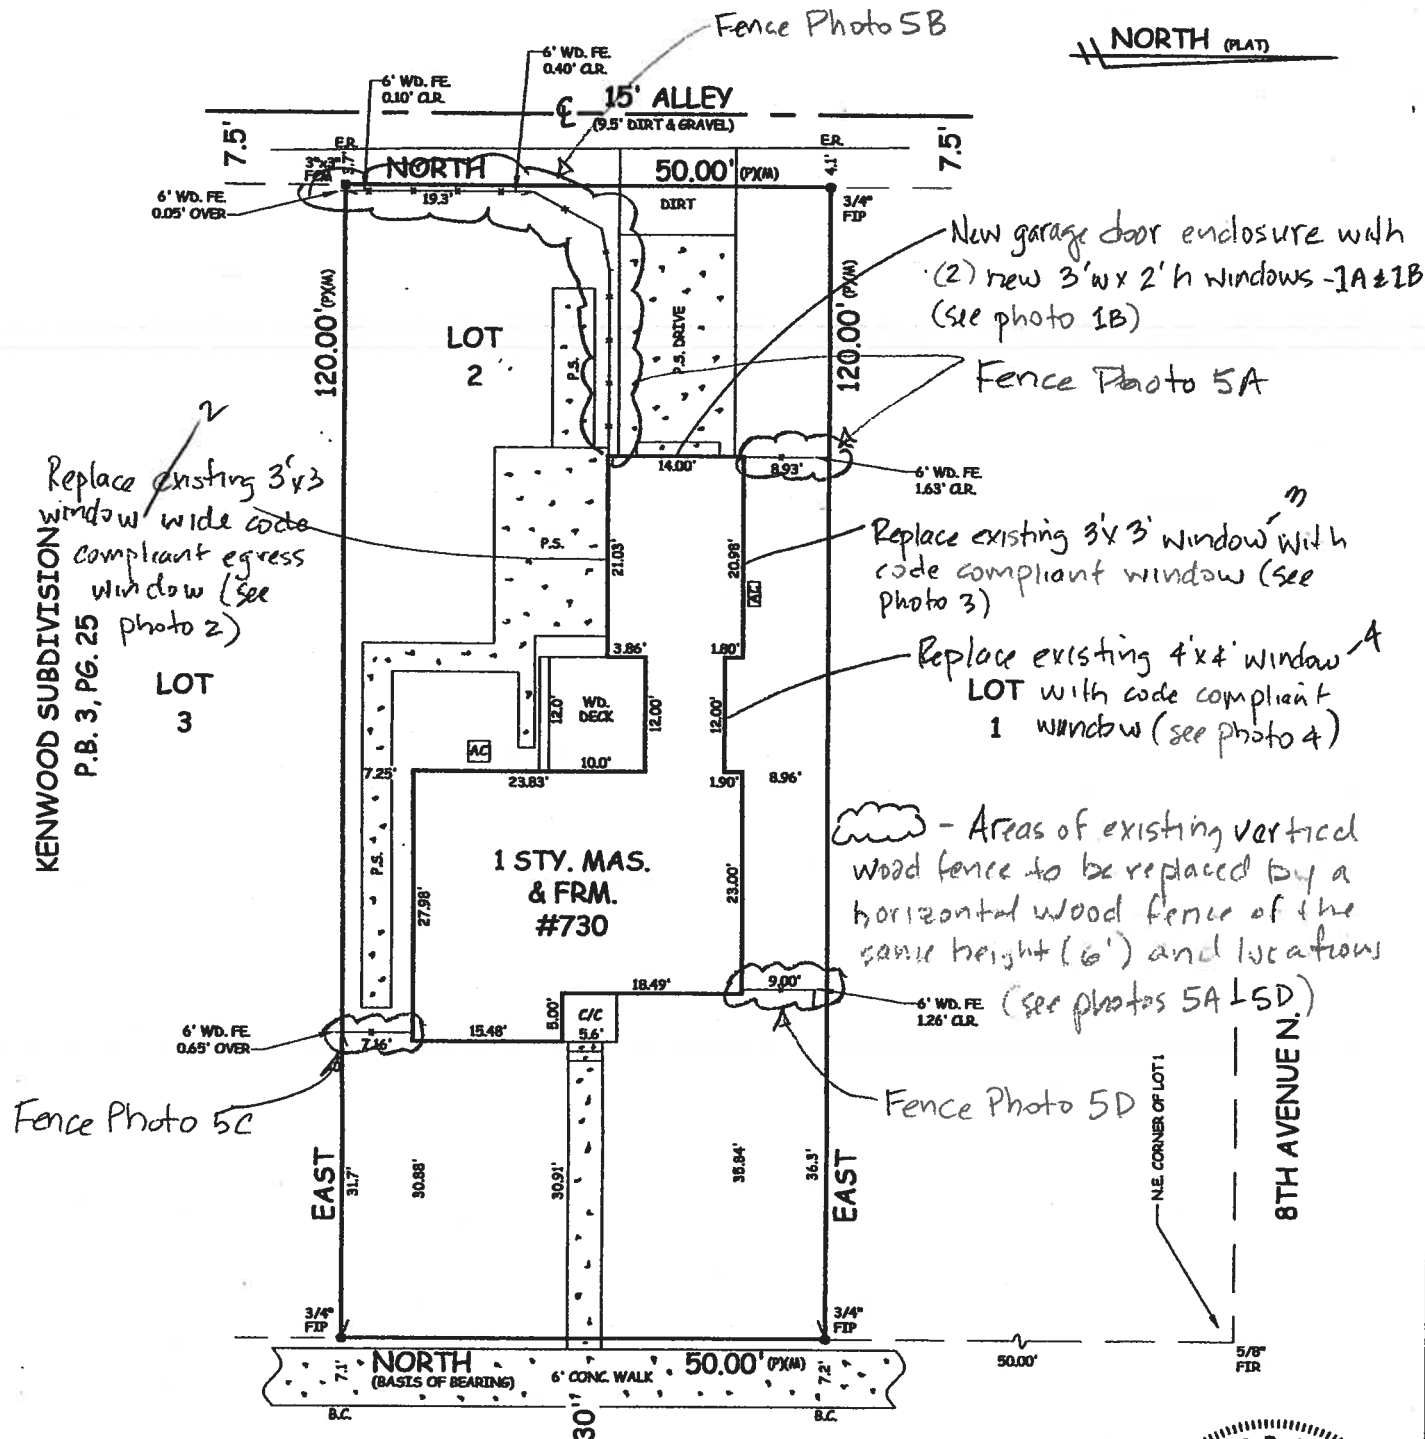 Fence Photo 5B
NORTH (PLAT)
6' WD. FE.
0.40' CLR.
6' WD. FE.
0.10' CLR.
15' ALLEY
(9.5' DIRT & GRAVEL)
7.5'
7.5'
E.R.
E.R.
NORTH
50.00' (P)(M)
4.1'
6' WD. FE.
0.05' OVER
19.3'
DIRT
3/4"
FIP
New garage door enclosure with
(2) new 3'w x 2'h windows - 1A & 1B
(see photo 1B)
120.00' (P)(M)
LOT
2
P.S.
P.S. DRIVE
120.00' (P)(M)
Fence Photo 5A
2
Replace existing 3'x3
window wide code
compliant egress
window (see
photo 2)
14.00'
8.93'
6' WD. FE.
1.63' CLR.
3
Replace existing 3'x 3' window with
code compliant window (see
photo 3)
P.S.
21.03'
20.98'
AC
KENWOOD SUBDIVISION
P.B. 3, PG. 25
LOT
3
3.86'
1.80'
Replace existing 4'x4' window 4
LOT with code compliant
1 window (see photo 4)
12.0'
WD.
DECK
12.00'
12.00'
AC
10.0'
7.25'
23.83'
1.90'
8.96'
- Areas of existing vertical
wood fence to be replaced by a
horizontal wood fence of the
same height (6') and locations
(see photos 5A - 5D)
P.S.
1 STY. MAS.
& FRM.
#730
27.98'
23.00'
18.49'
9.00'
6' WD. FE.
1.26' CLR.
5.00'
C/C
5.6'
6' WD. FE.
0.65' OVER
7.16'
15.48'
Fence Photo 5C
Fence Photo 5D
N.E. CORNER OF LOT 1
8TH AVENUE N.
EAST
31.7'
30.88'
30.91'
35.84'
36.3'
EAST
3/4"
FIP
3/4"
FIP
50.00'
5/8"
FIR
7.1'
NORTH
(BASIS OF BEARING)
6' CONC. WALK
50.00' (P)(M)
7.2'
B.C.
B.C.
30'